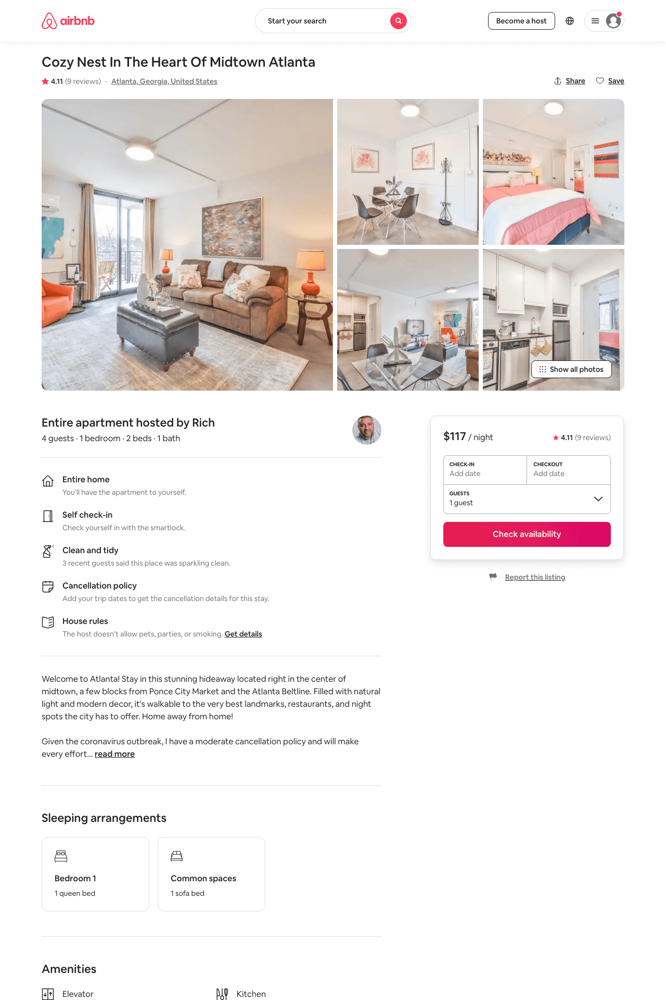 airbnb
Start your search
Become a host
Cozy Nest In The Heart Of Midtown Atlanta
4.11 (9 reviews) · Atlanta, Georgia, United States
Share
Save
Show all photos
Entire apartment hosted by Rich
4 guests · 1 bedroom · 2 beds · 1 bath
Entire home
You'll have the apartment to yourself.
Self check-in
Check yourself in with the smartlock.
Clean and tidy
3 recent guests said this place was sparkling clean.
Cancellation policy
Add your trip dates to get the cancellation details for this stay.
House rules
The host doesn't allow pets, parties, or smoking. Get details
$117 / night
4.11 (9 reviews)
CHECK-IN
Add date
CHECKOUT
Add date
GUESTS
1 guest
Check availability
Report this listing
Welcome to Atlanta! Stay in this stunning hideaway located right in the center of
midtown, a few blocks from Ponce City Market and the Atlanta Beltline. Filled with natural
light and modern decor, it's walkable to the very best landmarks, restaurants, and night
spots the city has to offer. Home away from home!
Given the coronavirus outbreak, I have a moderate cancellation policy and will make
every effort... read more
Sleeping arrangements
Bedroom 1
1 queen bed
Common spaces
1 sofa bed
Amenities
Elevator
Kitchen